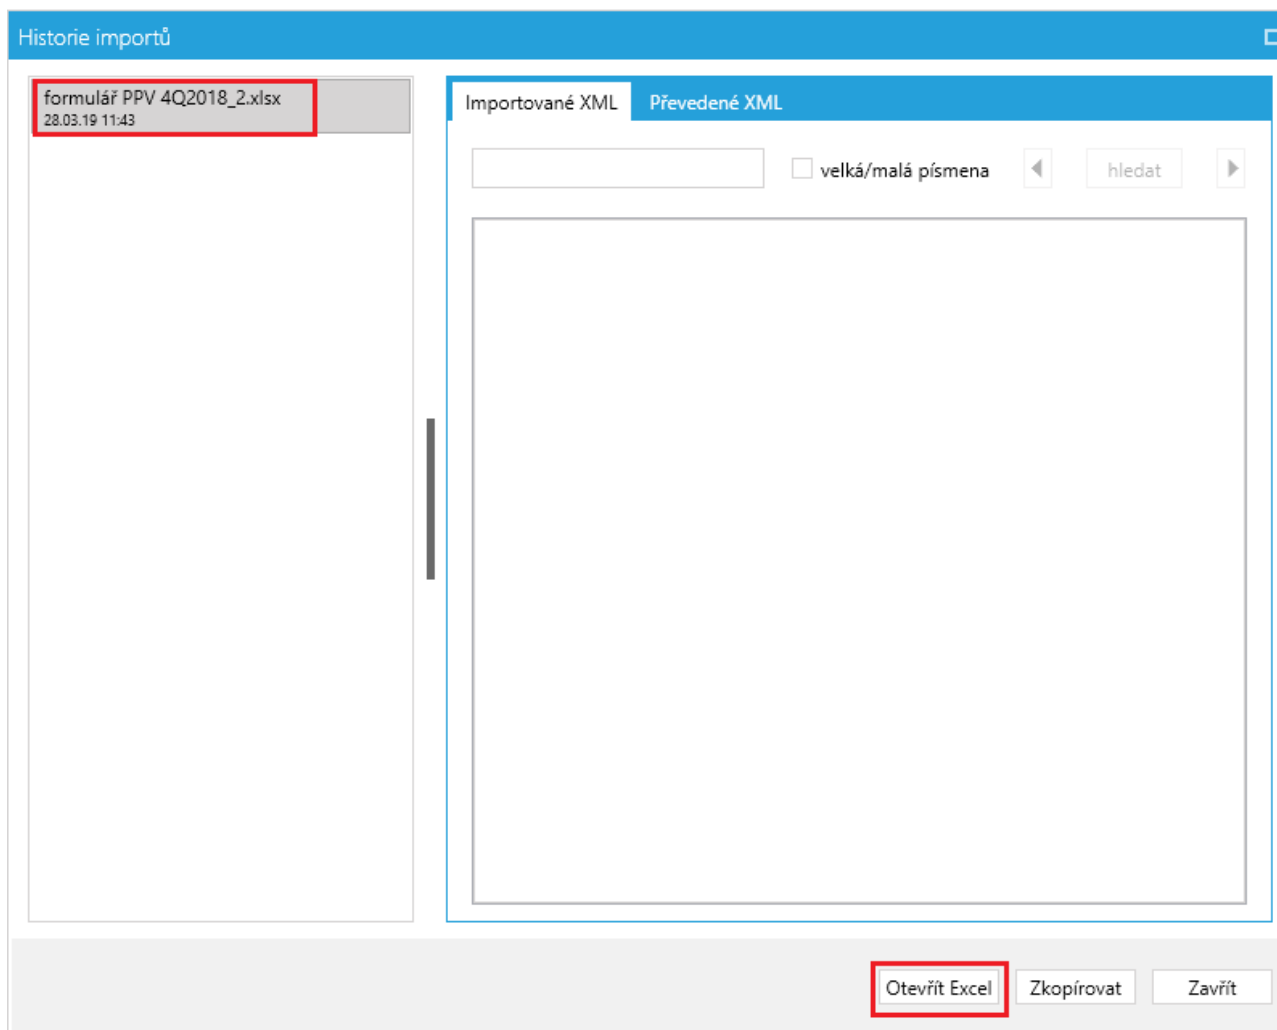 Historie importů
formulář PPV 4Q2018_2.xlsx
28.03.19 11:43
Importované XML
Převedené XML
velká/malá písmena
hledat
Otevřít Excel
Zkopírovat
Zavřít